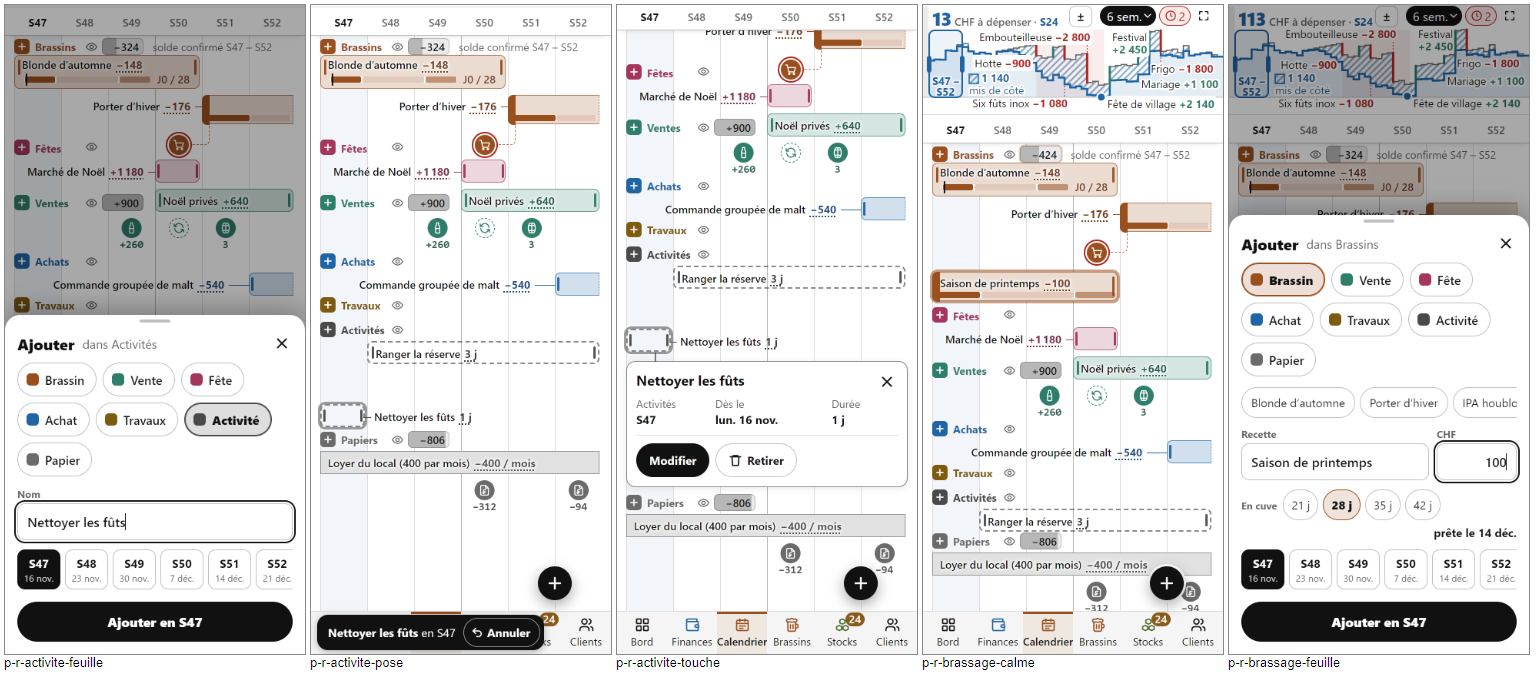 S47 S48 S49 S50 S51 S52
Brassins −324 solde confirmé S47 – S52
Blonde d'automne −148
J0 / 28
Porter d'hiver −176
Fêtes
Marché de Noël +1 180
Ventes +900 Noël privés +640
+260 3
Achats
Commande groupée de malt −540
Travaux
Ajouter dans Activités
Brassin Vente Fête
Achat Travaux Activité
Papier
Nom
Nettoyer les fûts
S47 S48 S49 S50 S51 S52
16 nov. 23 nov. 30 nov. 7 déc. 14 déc. 21 déc.
Ajouter en S47
p-r-activite-feuille
S47 S48 S49 S50 S51 S52
Brassins −324 solde confirmé S47 – S52
Blonde d'automne −148
J0 / 28
Porter d'hiver −176
Fêtes
Marché de Noël +1 180
Ventes +900 Noël privés +640
+260 3
Achats
Commande groupée de malt −540
Travaux
Activités
Ranger la réserve 3 j
Nettoyer les fûts 1 j
Papiers −806
Loyer du local (400 par mois) −400 / mois
−312 −94
Nettoyer les fûts en S47 Annuler
24
Clients
p-r-activite-pose
S47 S48 S49 S50 S51 S52
Porter d'hiver −176
Fêtes
Marché de Noël +1 180
Ventes +900 Noël privés +640
+260 3
Achats
Commande groupée de malt −540
Travaux
Activités
Ranger la réserve 3 j
Nettoyer les fûts 1 j
Nettoyer les fûts
Activités Dès le Durée
S47 lun. 16 nov. 1 j
Modifier Retirer
Papiers −806
Loyer du local (400 par mois) −400 / mois
−312 −94
24
Bord Finances Calendrier Brassins Stocks Clients
p-r-activite-touche
13 CHF à dépenser · S24 ± 6 sem. 2
Embouteilleuse −2 800 Festival
+2 450
Hotte −900 Frigo −1 800
S47 – S52 1 140
mis de côté Mariage +1 100
Six fûts inox −1 080 Fête de village +2 140
S47 S48 S49 S50 S51 S52
Brassins −424 solde confirmé S47 – S52
Blonde d'automne −148
J0 / 28
Porter d'hiver −176
Saison de printemps −100
Fêtes
Marché de Noël +1 180
Ventes +900 Noël privés +640
+260 3
Achats
Commande groupée de malt −540
Travaux
Activités
Ranger la réserve 3 j
Papiers −806
Loyer du local (400 par mois) −400 / mois
−312 −94
24
Bord Finances Calendrier Brassins Stocks Clients
p-r-brassage-calme
113 CHF à dépenser · S24 ± 6 sem. 2
Embouteilleuse −2 800 Festival
+2 450
Hotte −900 Frigo −1 800
S47 – S52 1 140
mis de côté Mariage +1 100
Six fûts inox −1 080 Fête de village +2 140
S47 S48 S49 S50 S51 S52
Brassins −324 solde confirmé S47 – S52
Blonde d'automne −148
J0 / 28
Porter d'hiver −176
Ajouter dans Brassins
Brassin Vente Fête
Achat Travaux Activité
Papier
Blonde d'automne Porter d'hiver IPA houblo
Recette CHF
Saison de printemps 100
En cuve 21 j 28 j 35 j 42 j
prête le 14 déc.
S47 S48 S49 S50 S51 S52
16 nov. 23 nov. 30 nov. 7 déc. 14 déc. 21 déc.
Ajouter en S47
p-r-brassage-feuille